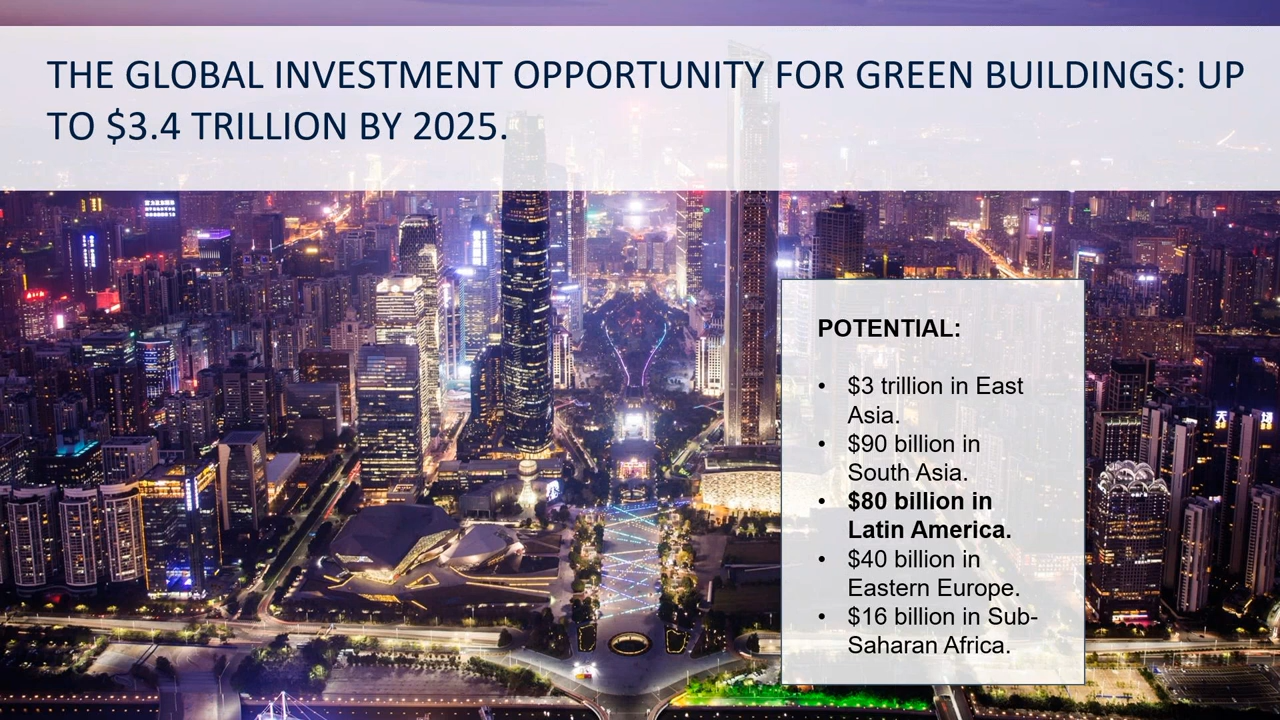 THE GLOBAL INVESTMENT OPPORTUNITY FOR GREEN BUILDINGS: UP
TO $3.4 TRILLION BY 2025.
POTENTIAL:
• $3 trillion in East
Asia.
• $90 billion in
South Asia.
• $80 billion in
Latin America.
• $40 billion in
Eastern Europe.
• $16 billion in Sub-
Saharan Africa.